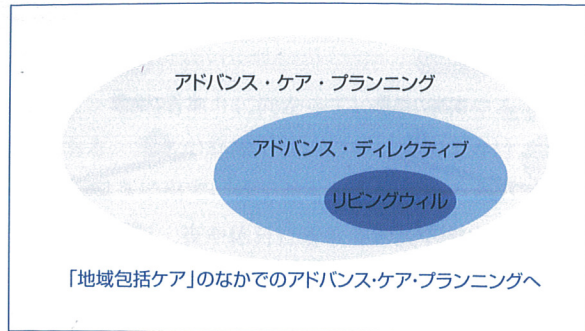 アドバンス・ケア・プランニング
アドバンス・ディレクティブ
リビングウィル
「地域包括ケア」のなかでのアドバンス・ケア・プランニングへ